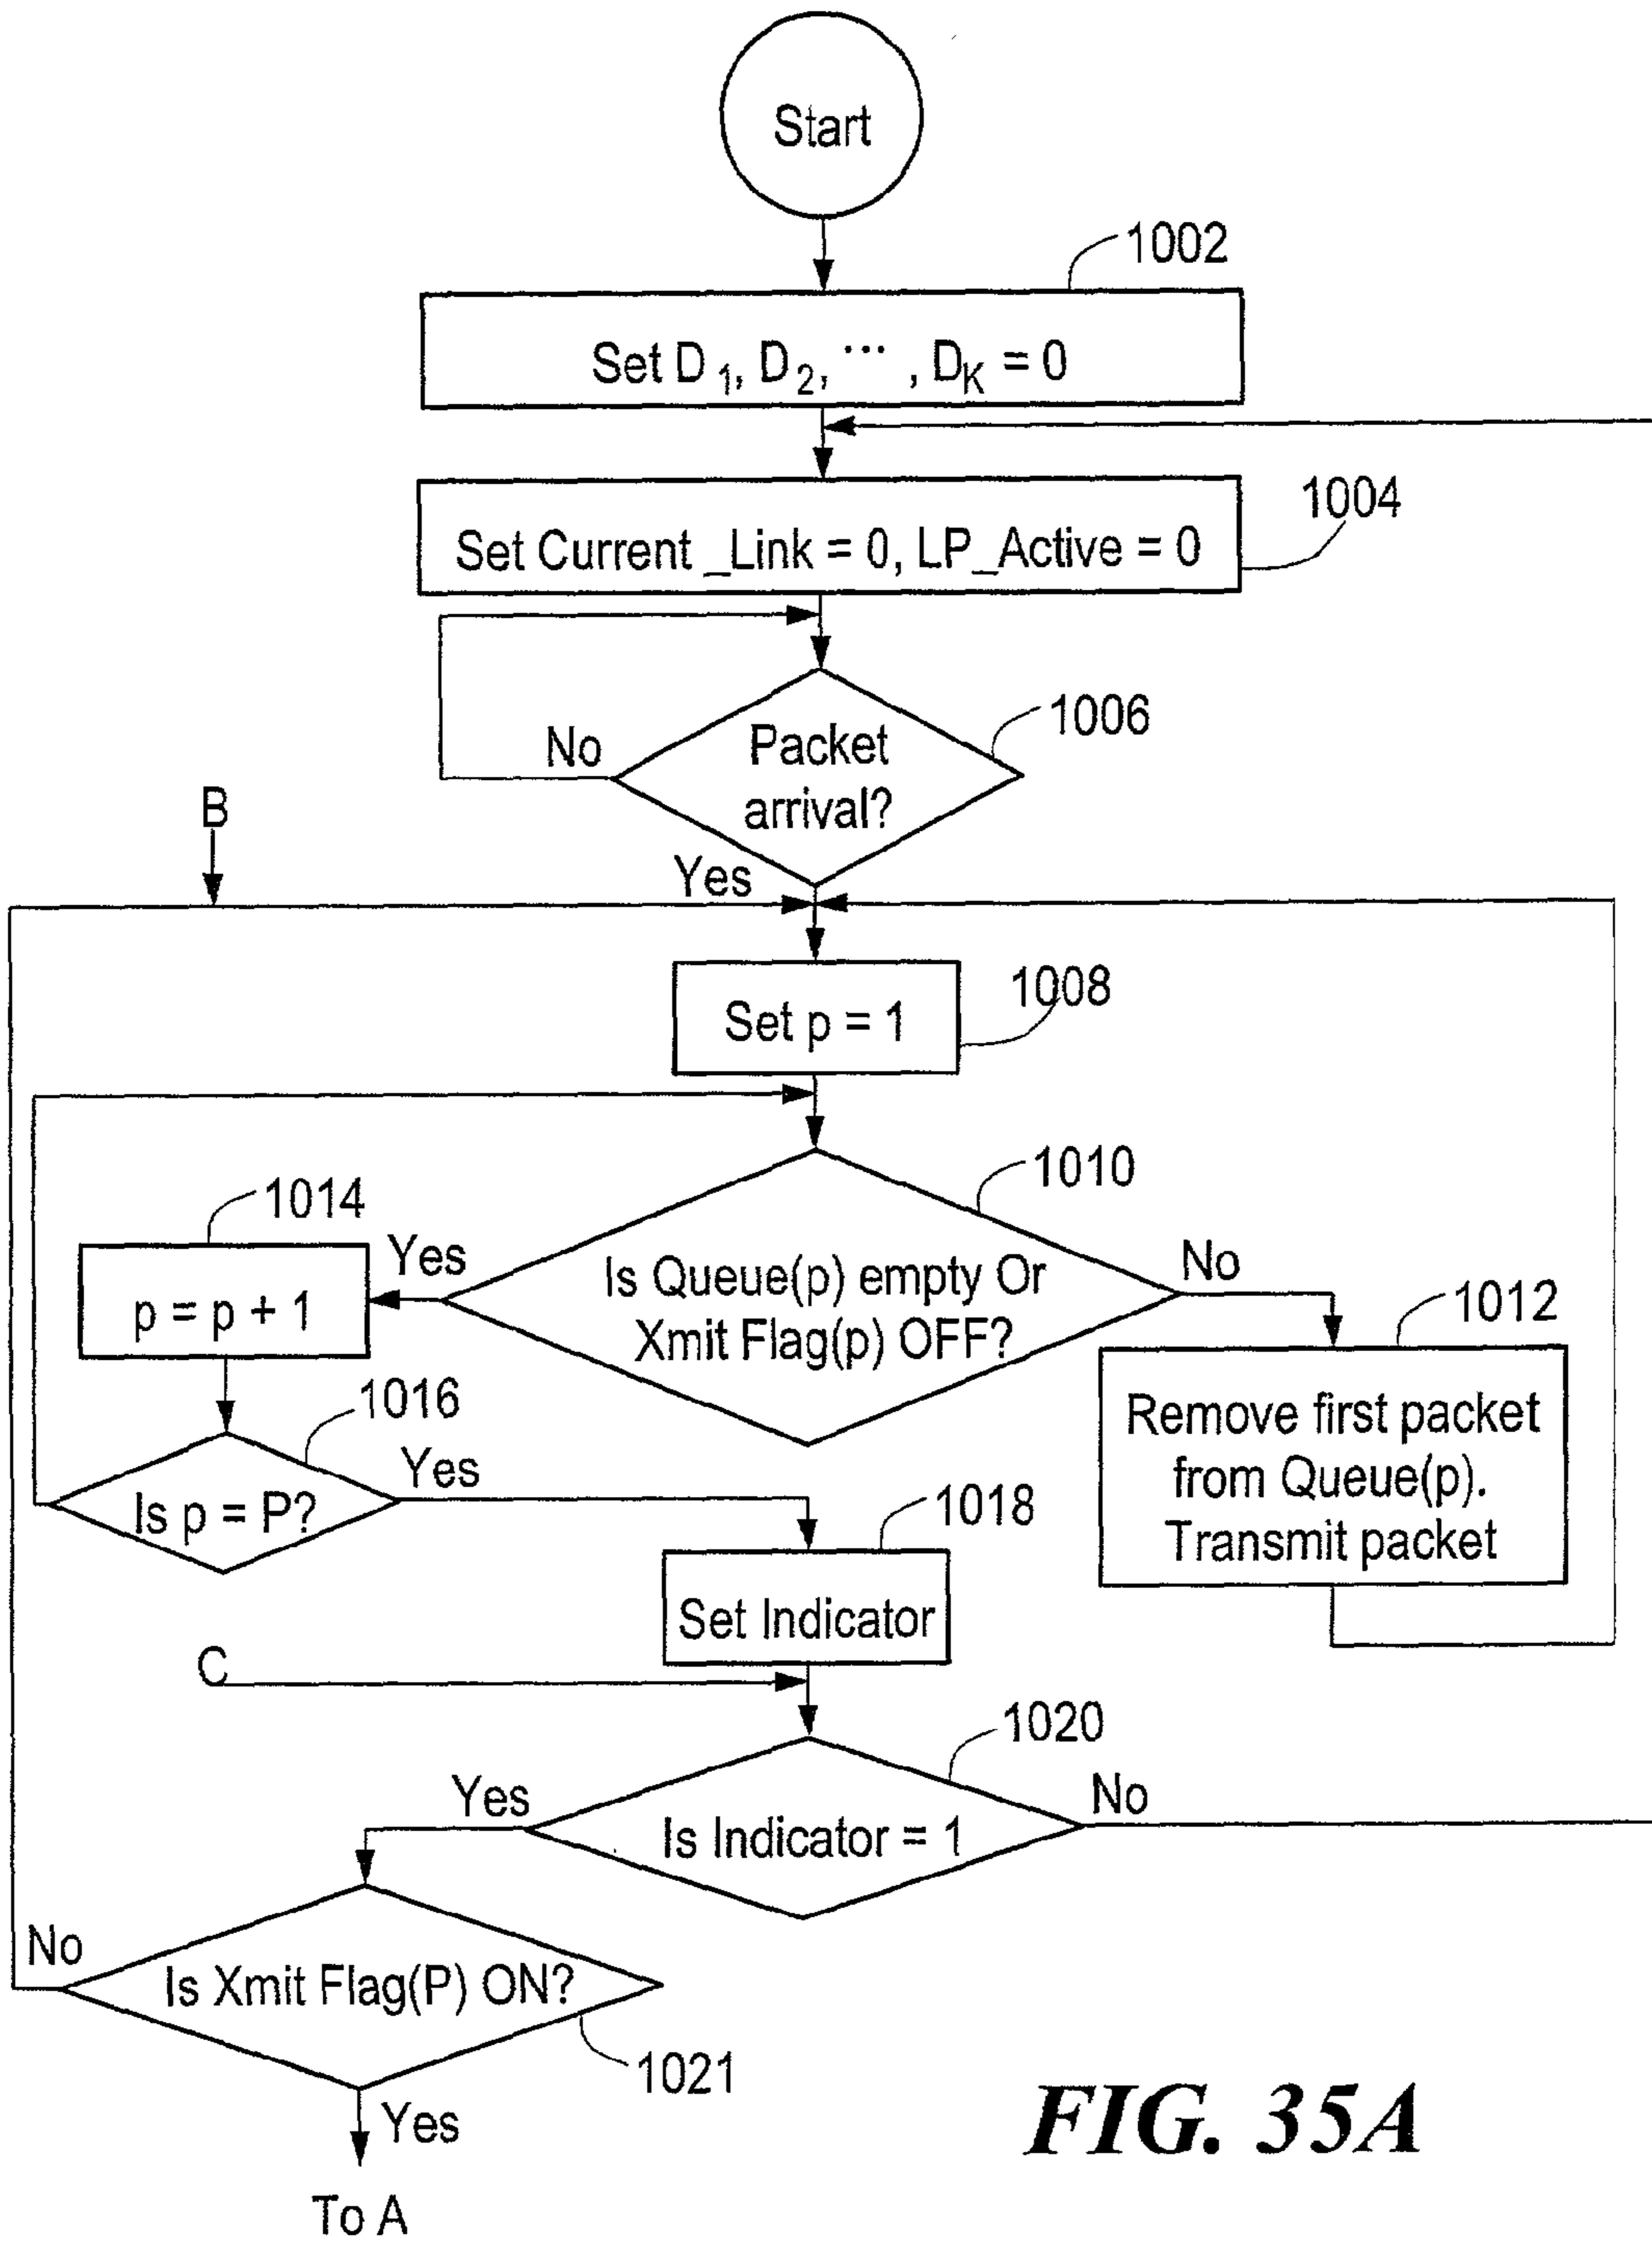 Start
1002
Set D1, D2, ... , DK = 0
1004
Set Current _Link = 0, LP_Active = 0
1006
Packet
arrival?
No
B
Yes
1008
Set p = 1
1010
1014
Yes
Is Queue(p) empty Or
Xmit Flag(p) OFF?
No
1012
p = p + 1
1016
Yes
Is p = P?
Remove first packet
from Queue(p).
Transmit packet
1018
Set Indicator
C
1020
Yes
Is Indicator = 1
No
No
Is Xmit Flag(P) ON?
1021
Yes
To A
FIG. 35A